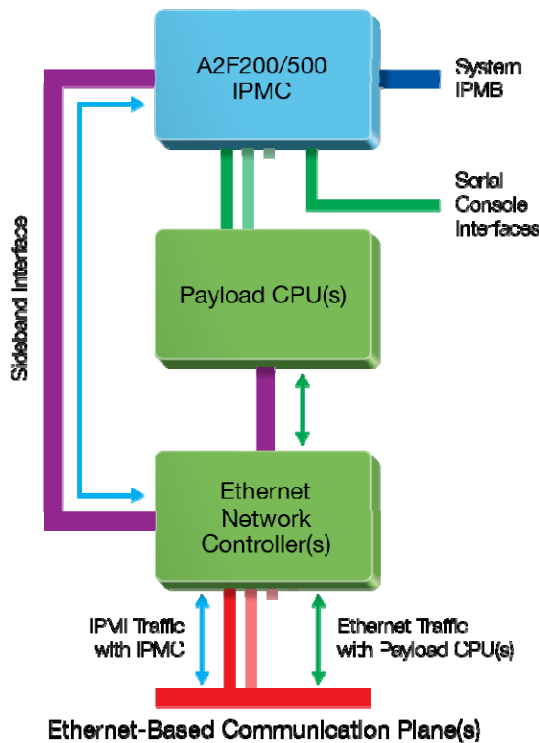 A2F200/500
IPMC
System
IPMB
Serial
Console
Interfaces
Sideband Interface
Payload CPU(s)
Ethernet
Network
Controller(s)
IPMI Traffic
with IPMC
Ethernet Traffic
with Payload CPU(s)
Ethernet-Based Communication Plane(s)